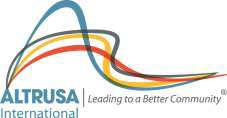 ALTRUSA | Leading to a Better Community®
International